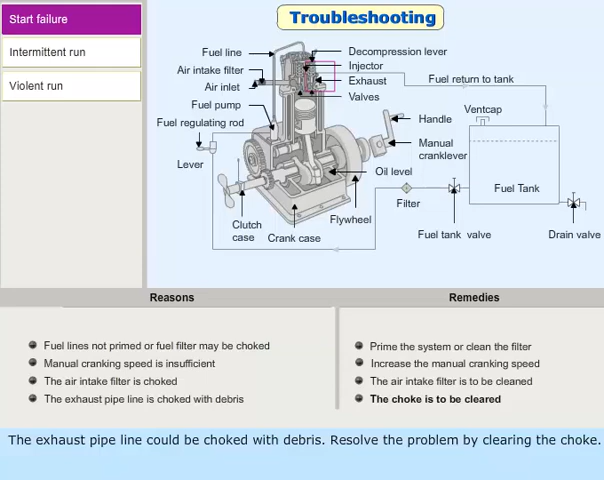 Start failure
Intermittent run
Violent run
Troubleshooting
Fuel line
Air intake filter
Air inlet
Fuel pump
Fuel regulating rod
Lever
Decompression lever
Injector
Exhaust
Valves
Fuel return to tank
Ventcap
Handle
Manual
cranklever
Oil level
Fuel Tank
Filter
Flywheel
Clutch
case
Crank case
Fuel tank valve
Drain valve
Reasons
Remedies
Fuel lines not primed or fuel filter may be choked
Prime the system or clean the filter
Manual cranking speed is insufficient
Increase the manual cranking speed
The air intake filter is choked
The air intake filter is to be cleaned
The exhaust pipe line is choked with debris
The choke is to be cleared
The exhaust pipe line could be choked with debris. Resolve the problem by clearing the choke.